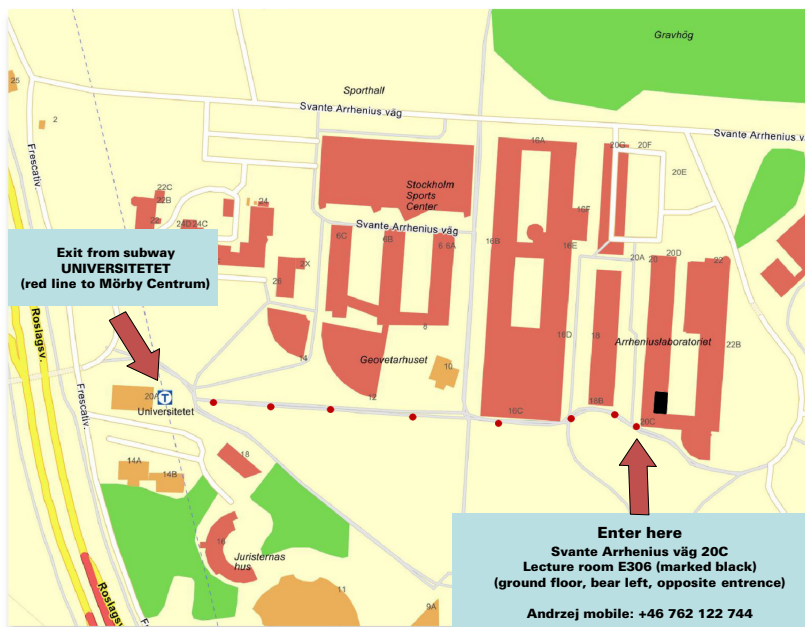 Gravhög
Sporthall
Svante Arrhenius väg
Svante Arrhenius v
25
2
Frescativ.
16A
20G
20F
20E
22C
22B
22
24D
24C
24
Stockholm
Sports
Center
16F
Svante Arrhenius väg
6C
6B
6
6A
16B
16E
20A
20
20D
22
Exit from subway
UNIVERSITETET
(red line to Mörby Centrum)
2X
26
Roslagsv.
8
16D
18
Arrheniuslaboratoriet
22B
14
Geovetarhuset
10
12
20A
T
Universitetet
16C
18B
20C
Frescativ.
18
14A
14B
16
Juristernas
hus
11
9A
Roslagsv
Enter here
Svante Arrhenius väg 20C
Lecture room E306 (marked black)
(ground floor, bear left, opposite entrence)
Andrzej mobile: +46 762 122 744